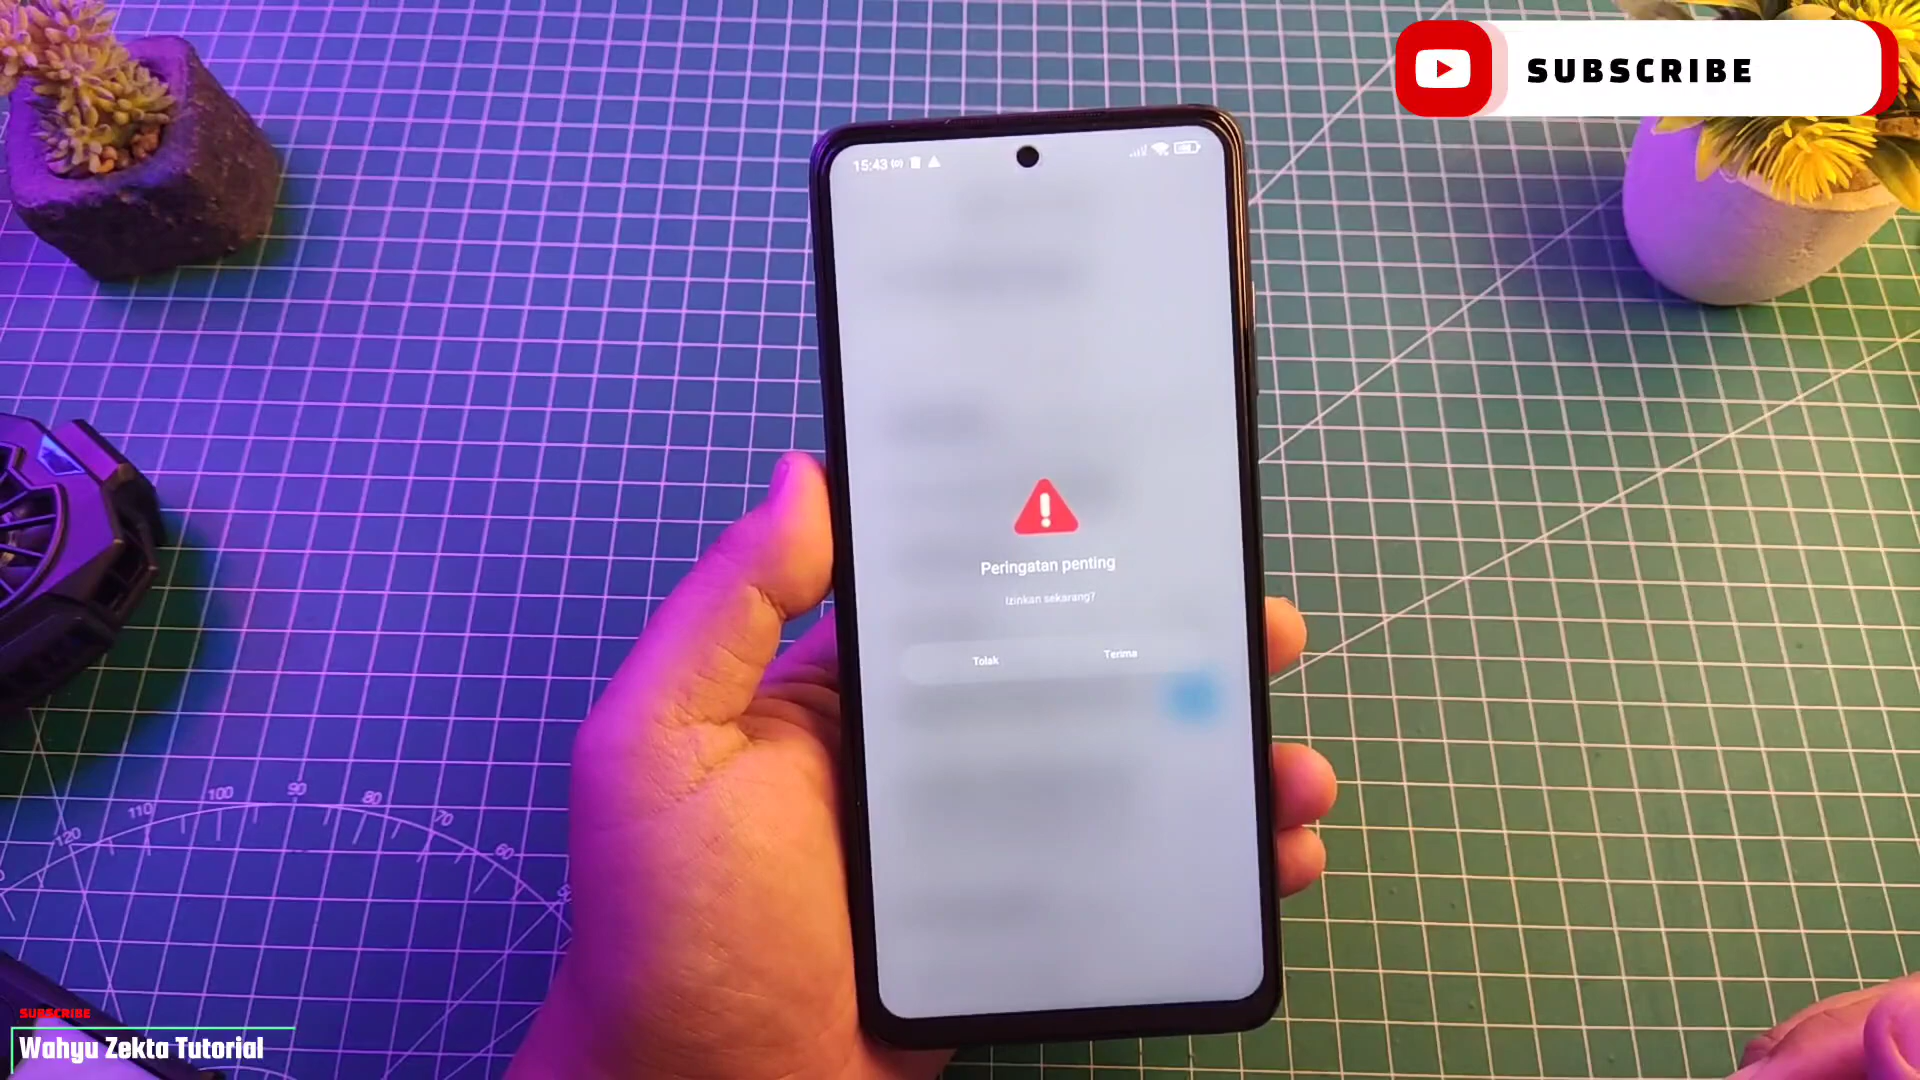 SUBSCRIBE
15:43
Peringatan penting
Izinkan sekarang?
Tolak
Terima
120
110
100
90
80
70
60
SUBSCRIBE
Wahyu Zekta Tutorial